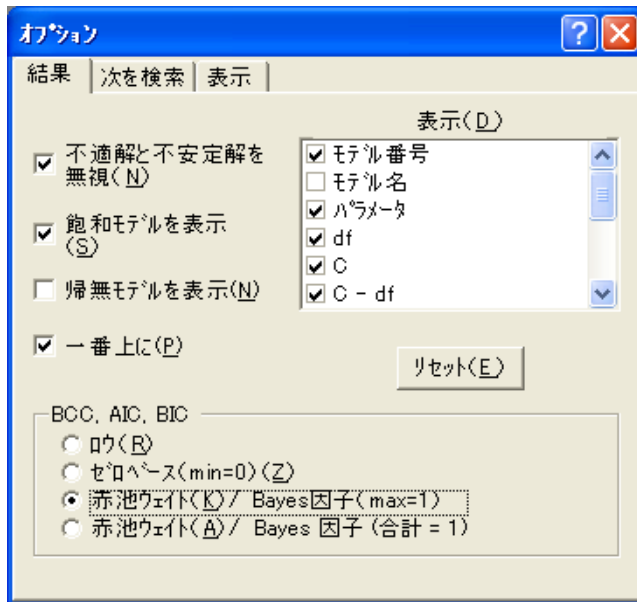 ｵﾌﾟｼｮﾝ
結果
次を検索
表示
表示(D)
不適解と不安定解を
無視(N)
飽和ﾓﾃﾞﾙを表示
(S)
帰無ﾓﾃﾞﾙを表示(N)
一番上に(P)
ﾓﾃﾞﾙ番号
ﾓﾃﾞﾙ名
ﾊﾟﾗﾒｰﾀ
df
C
C - df
ﾘｾｯﾄ(E)
BCC, AIC, BIC
ﾛｳ(R)
ｾﾞﾛﾍﾞｰｽ(min=0)(Z)
赤池ｳｪｲﾄ(K)/ Bayes因子(max=1)
赤池ｳｪｲﾄ(A)/ Bayes 因子 (合計 = 1)